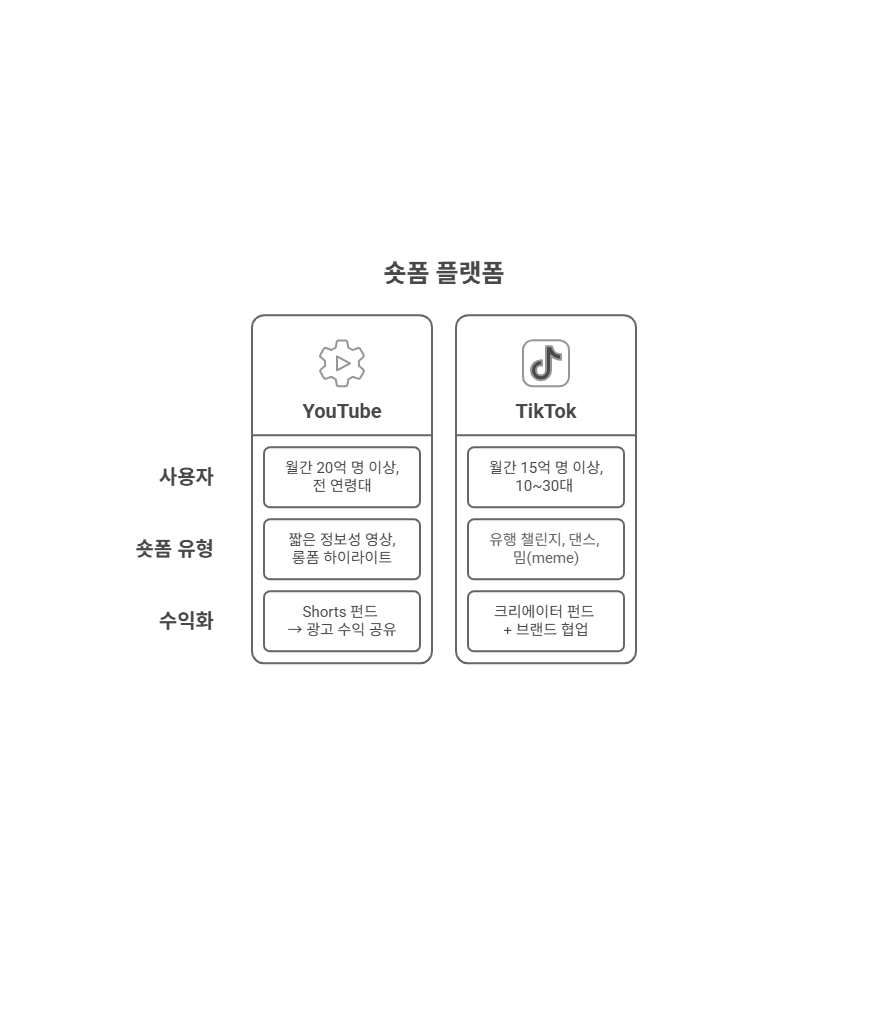 숏폼 플랫폼
YouTube
TikTok
사용자
월간 20억 명 이상,
전 연령대
월간 15억 명 이상,
10~30대
숏폼 유형
짧은 정보성 영상,
롱폼 하이라이트
유행 챌린지, 댄스,
밈(meme)
수익화
Shorts 펀드
→ 광고 수익 공유
크리에이터 펀드
+ 브랜드 협업